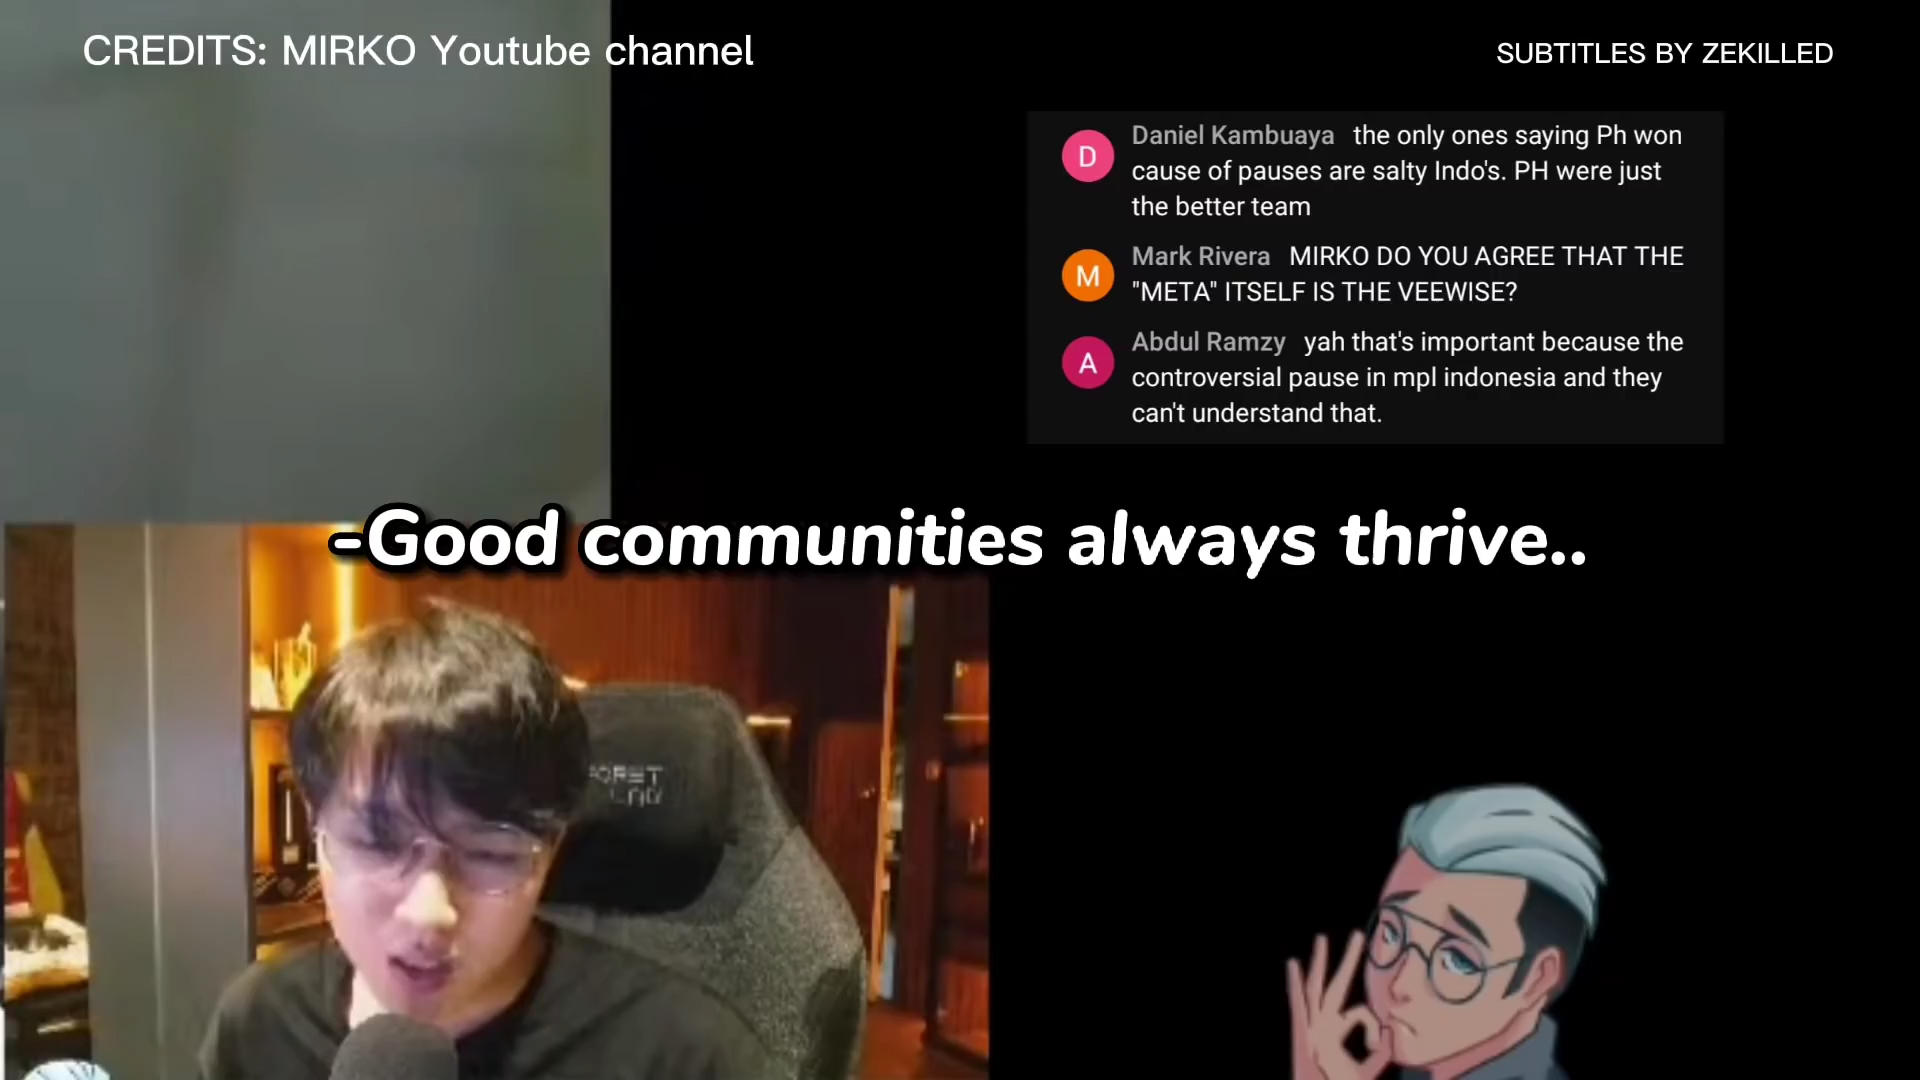 CREDITS: MIRKO Youtube channel
SUBTITLES BY ZEKILLED
D
Daniel Kambuaya the only ones saying Ph won
cause of pauses are salty Indo's. PH were just
the better team
M
Mark Rivera MIRKO DO YOU AGREE THAT THE
"META" ITSELF IS THE VEEWISE?
A
Abdul Ramzy yah that's important because the
controversial pause in mpl indonesia and they
can't understand that.
-Good communities always thrive..